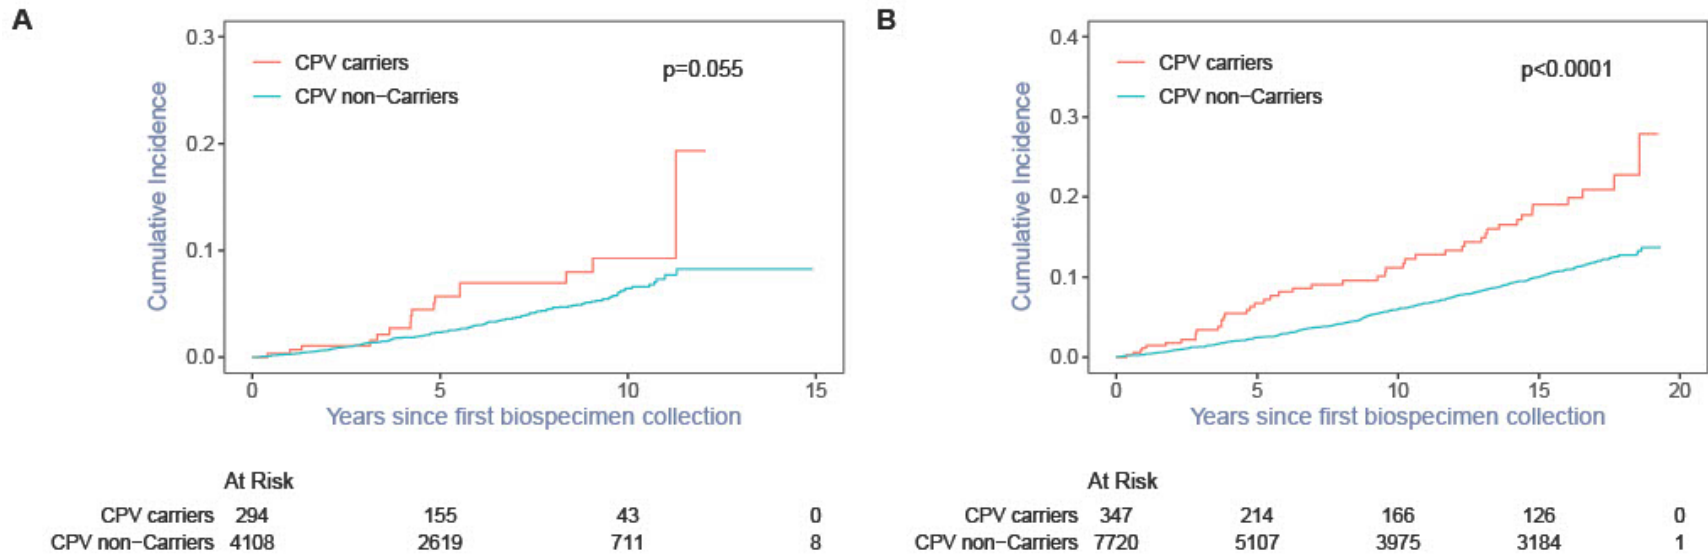 A
0.3
0.2
0.1
0.0
Cumulative Incidence
CPV carriers
CPV non-Carriers
p=0.055
0 5 10 15
Years since first biospecimen collection
At Risk
CPV carriers 294 155 43 0
CPV non-Carriers 4108 2619 711 8
B
0.4
0.3
0.2
0.1
0.0
Cumulative Incidence
CPV carriers
CPV non-Carriers
p<0.0001
0 5 10 15 20
Years since first biospecimen collection
At Risk
CPV carriers 347 214 166 126 0
CPV non-Carriers 7720 5107 3975 3184 1